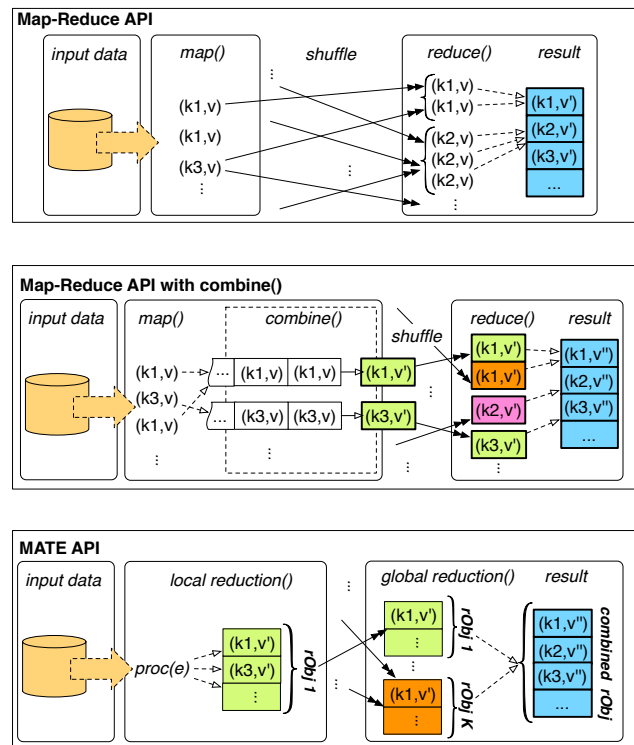 Map-Reduce API
input data
map()
shuffle
reduce()
result
(k1,v)
(k1,v)
(k3,v)
...
...
...
(k1,v)
(k1,v)
(k2,v)
(k2,v)
(k2,v)
...
(k1,v')
(k2,v')
(k3,v')
...
Map-Reduce API with combine()
input data
map()
combine()
shuffle
reduce()
result
(k1,v)
(k3,v)
(k1,v)
...
... (k1,v) (k1,v)
(k1,v')
... (k3,v) (k3,v)
(k3,v')
...
...
...
(k1,v')
(k1,v')
(k2,v')
(k3,v')
(k1,v'')
(k2,v'')
(k3,v'')
...
MATE API
input data
local reduction()
global reduction()
result
proc(e)
(k1,v')
(k3,v')
...
rObj 1
...
...
(k1,v')
...
rObj 1
...
(k1,v')
...
rObj K
(k1,v'')
(k2,v'')
(k3,v'')
...
combined rObj